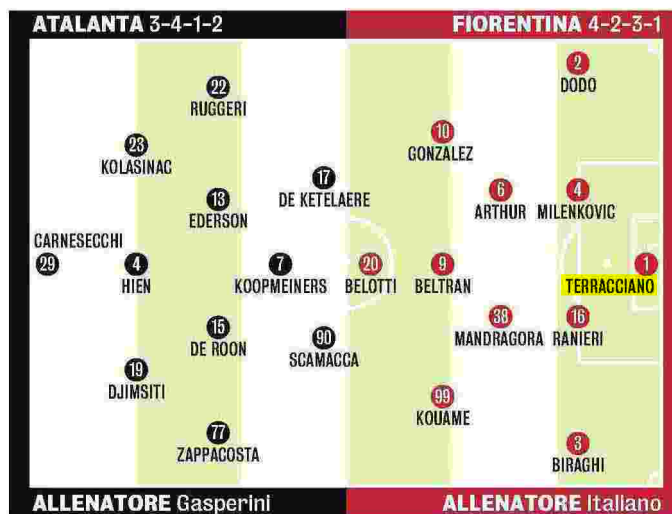 ATALANTA 3-4-1-2
FIORENTINA 4-2-3-1
2
DODO
22
RUGGERI
10
GONZALEZ
23
KOLASINAC
17
DE KETELAERE
6
ARTHUR
4
MILENKOVIC
13
EDERSON
CARNESECCHI
29
4
HIEN
7
KOOPMEINERS
20
BELOTTI
9
BELTRAN
1
TERRACCIANO
15
DE ROON
90
SCAMACCA
38
MANDRAGORA
16
RANIERI
19
DJIMSITI
99
KOUAME
77
ZAPPACOSTA
3
BIRAGHI
ALLENATORE Gasperini
ALLENATORE Italiano